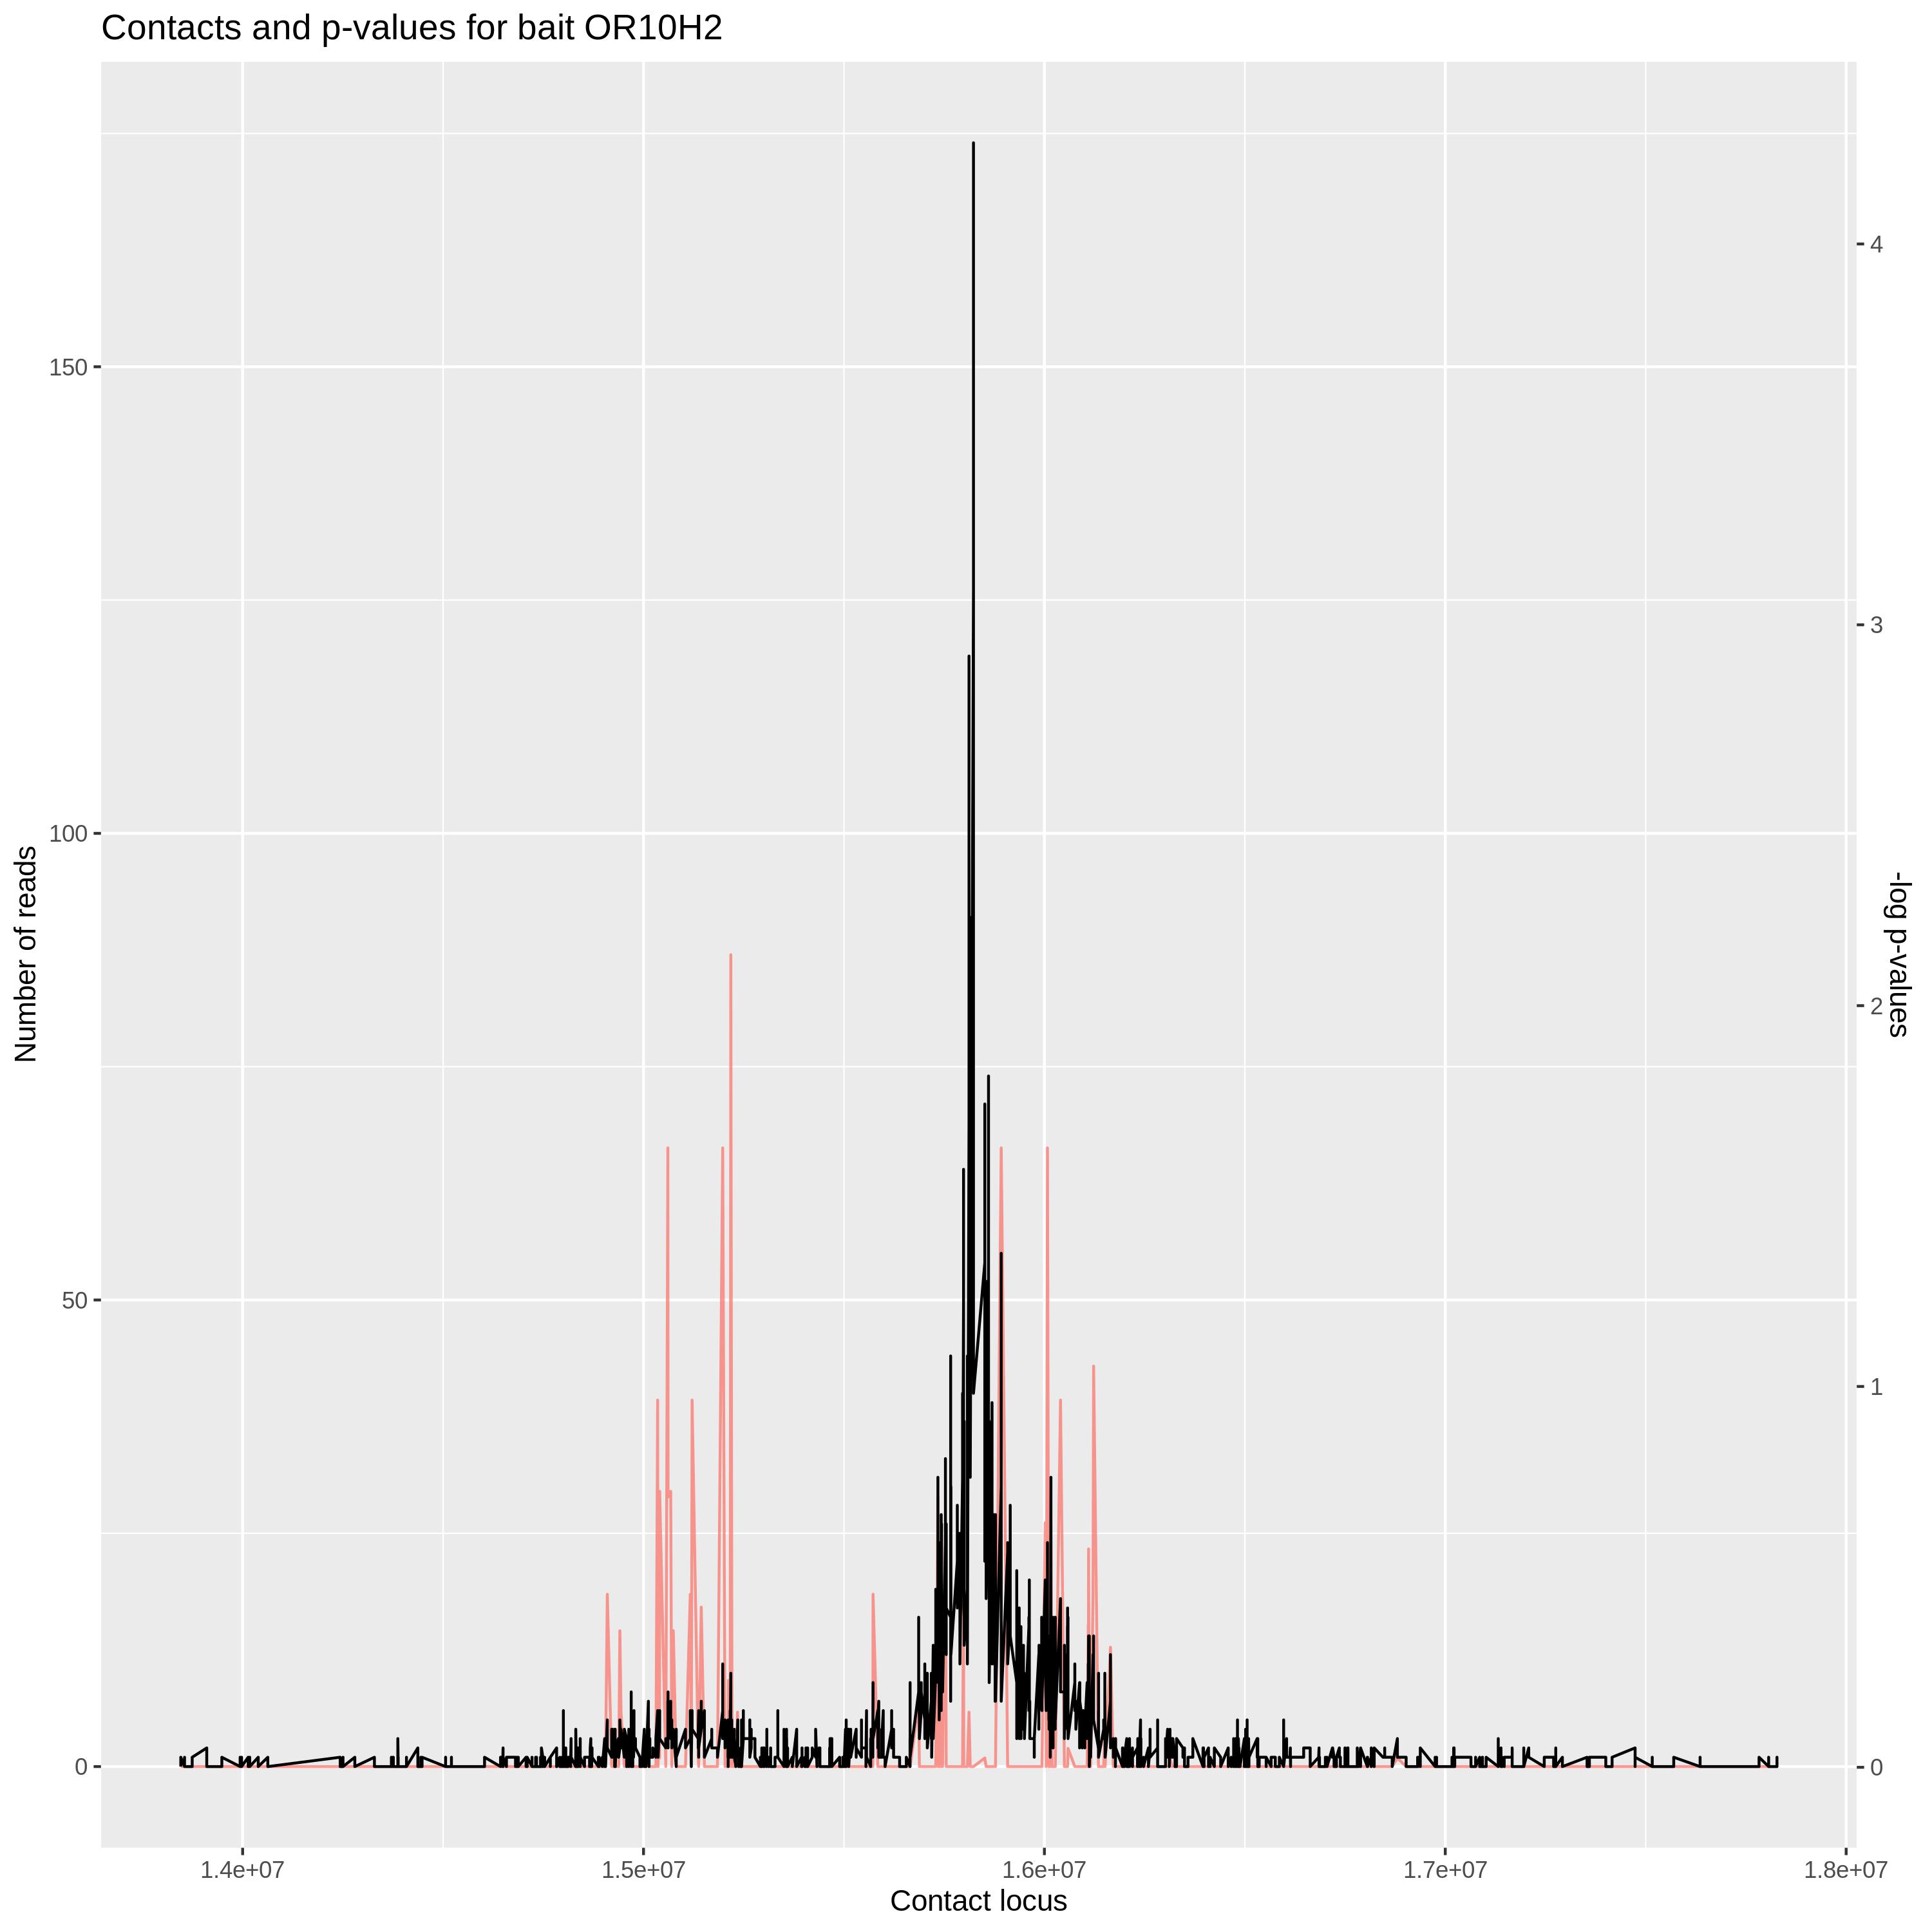 Contacts and p-values for bait OR10H2
150
100
50
0
4
3
2
1
0
Number of reads
-log p-values
1.4e+07
1.5e+07
1.6e+07
1.7e+07
1.8e+07
Contact locus